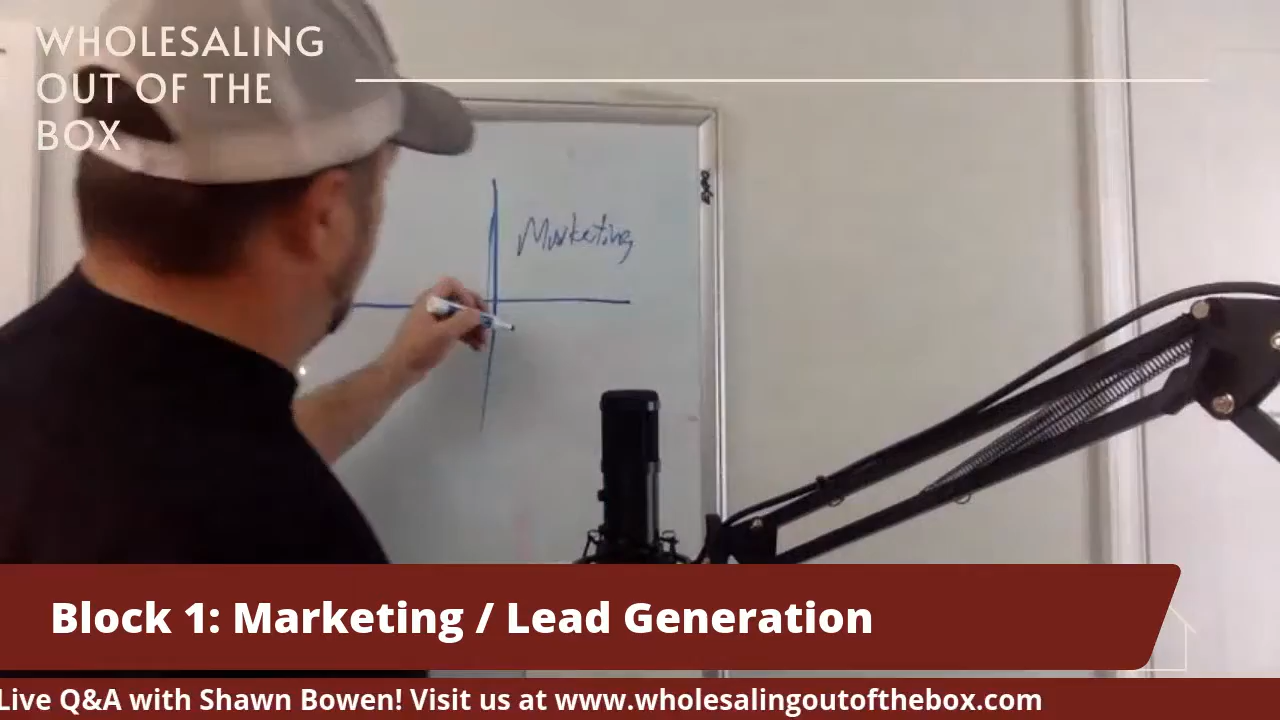 WHOLESALING
OUT OF THE
BOX
Marketing
Block 1: Marketing / Lead Generation
Live Q&A with Shawn Bowen! Visit us at www.wholesalingoutofthebox.com